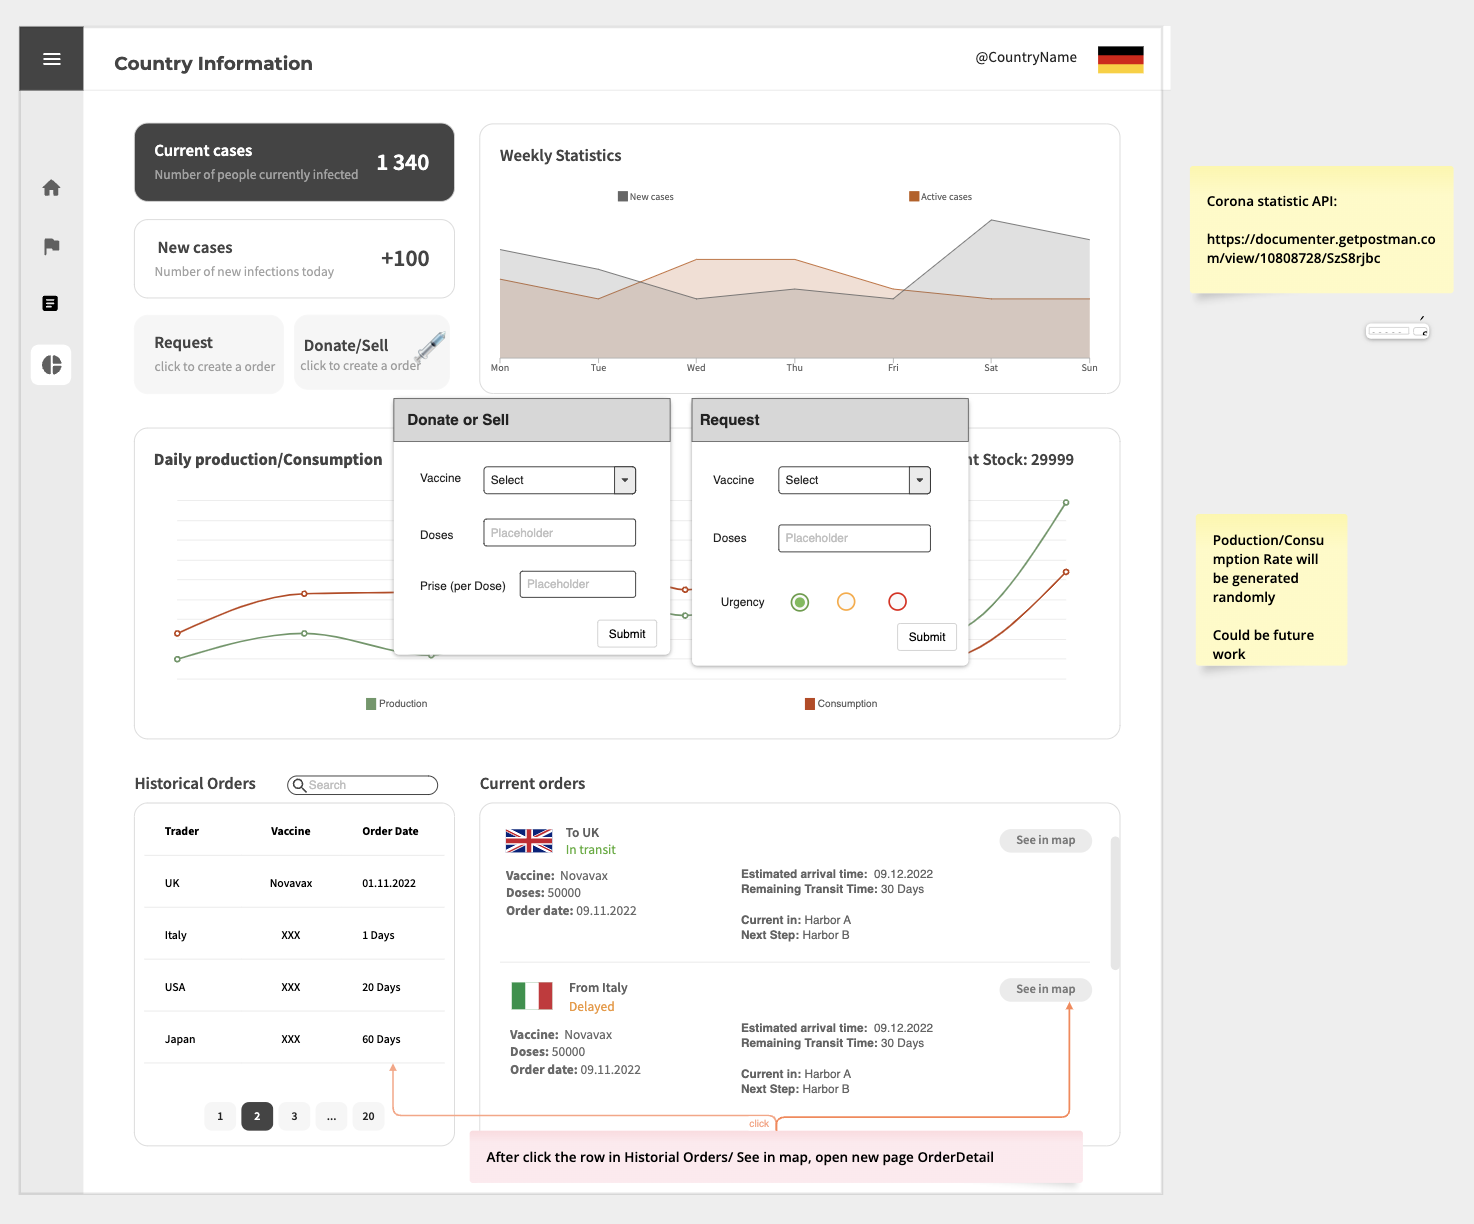 Country Information
@CountryName
Current cases
Number of people currently infected
1 340
New cases
Number of new infections today
+100
Request
click to create a order
Donate/Sell
click to create a order
Weekly Statistics
New cases
Active cases
Mon
Tue
Wed
Thu
Fri
Sat
Sun
Corona statistic API:
https://documenter.getpostman.co
m/view/10808728/SzS8rjbc
Daily production/Consumption
nt Stock: 29999
Production
Consumption
Donate or Sell
Vaccine
Select
Doses
Placeholder
Prise (per Dose)
Placeholder
Submit
Request
Vaccine
Select
Doses
Placeholder
Urgency
Submit
Poduction/Consu
mption Rate will
be generated
randomly
Could be future
work
Historical Orders
Search
Trader Vaccine Order Date
UK Novavax 01.11.2022
Italy XXX 1 Days
USA XXX 20 Days
Japan XXX 60 Days
1 2 3 ... 20
Current orders
To UK
In transit
See in map
Vaccine: Novavax
Doses: 50000
Order date: 09.11.2022
Estimated arrival time: 09.12.2022
Remaining Transit Time: 30 Days
Current in: Harbor A
Next Step: Harbor B
From Italy
Delayed
See in map
Vaccine: Novavax
Doses: 50000
Order date: 09.11.2022
Estimated arrival time: 09.12.2022
Remaining Transit Time: 30 Days
Current in: Harbor A
Next Step: Harbor B
click
After click the row in Historial Orders/ See in map, open new page OrderDetail